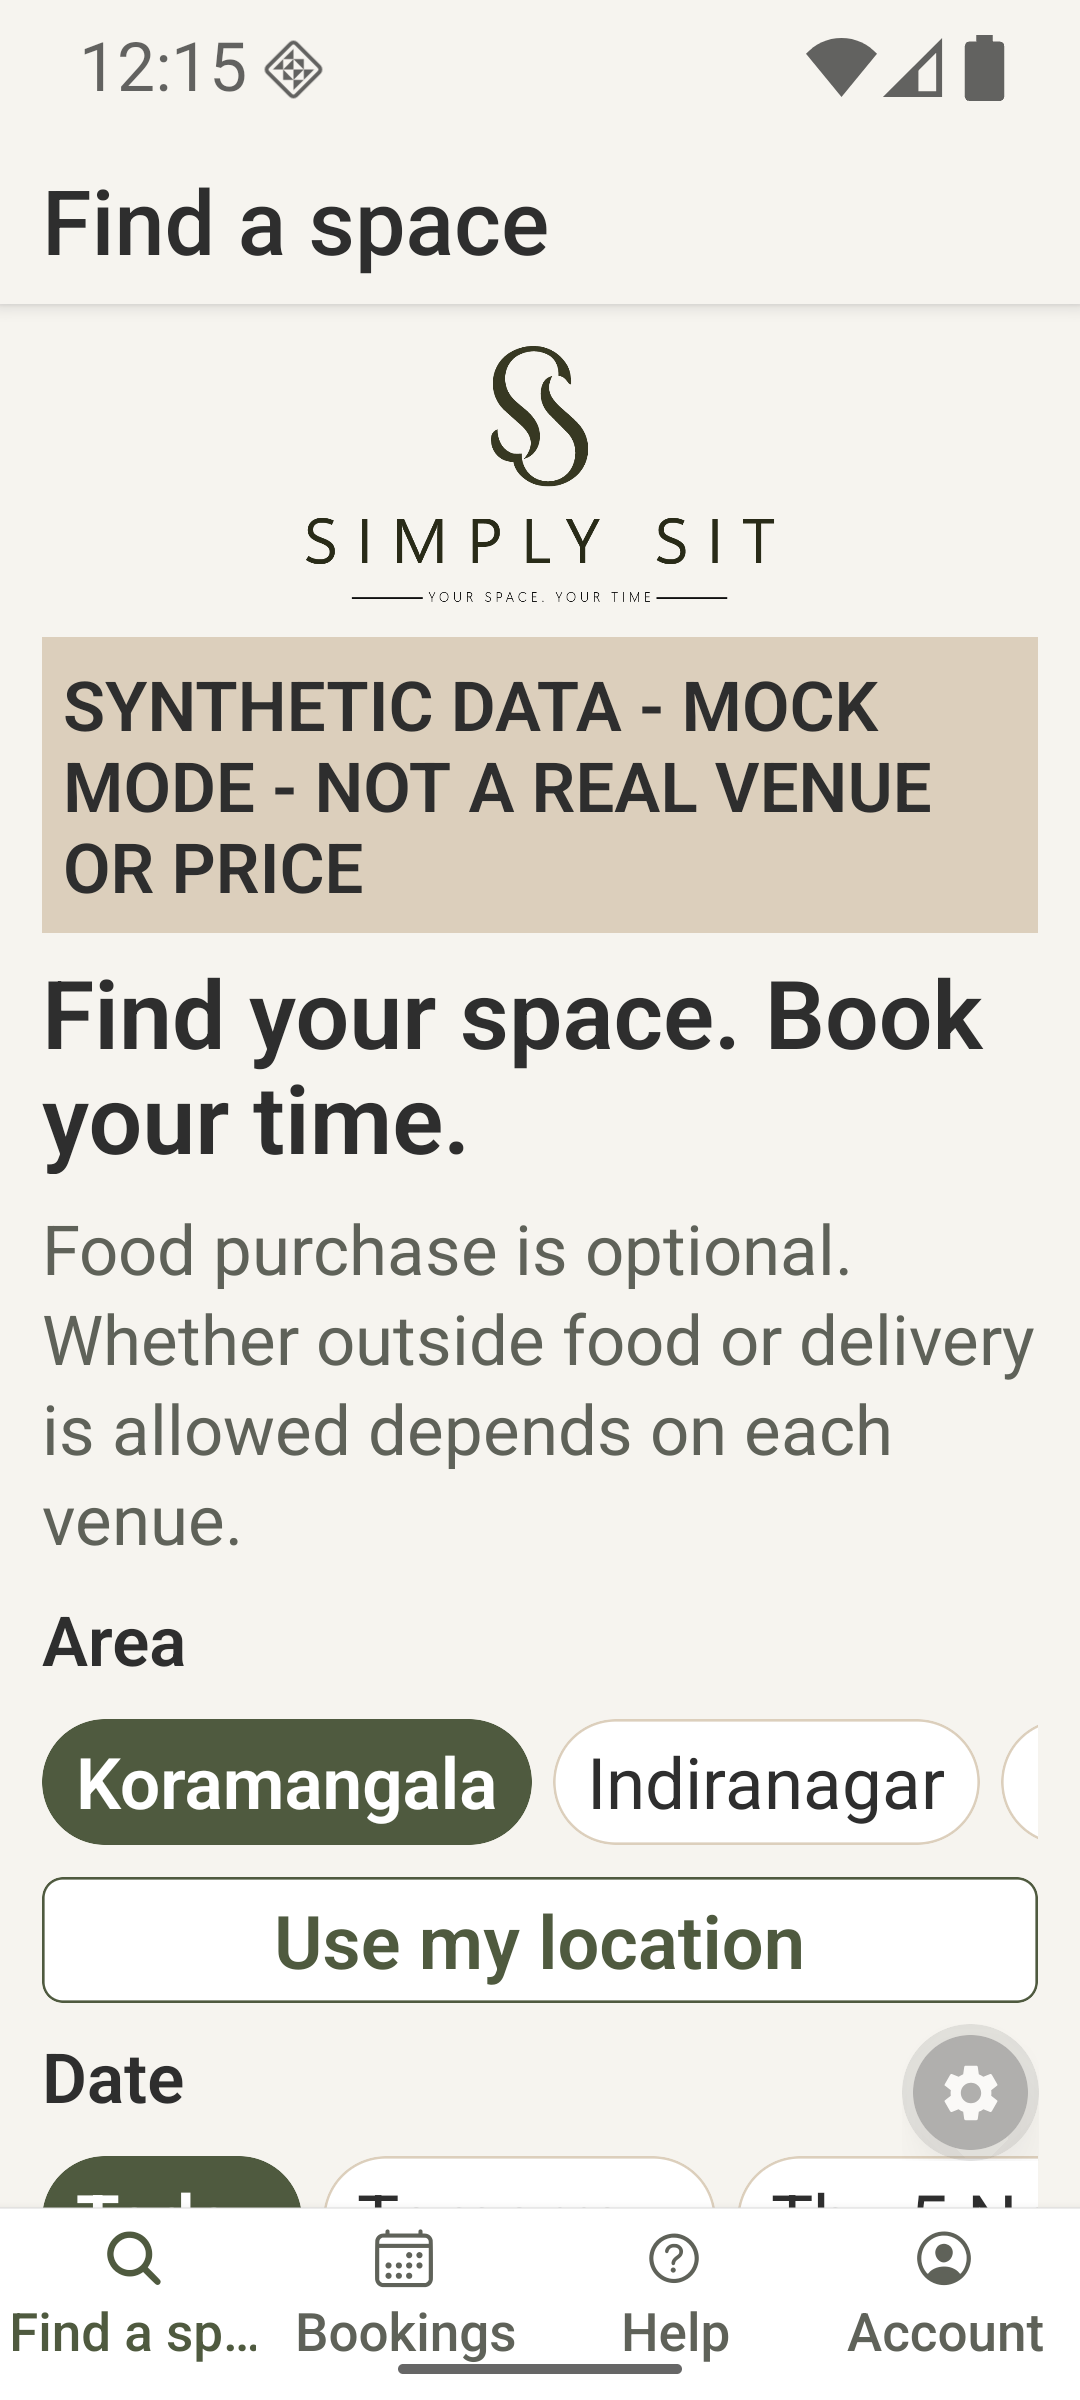 12:15
Find a space
SIMPLY SIT
YOUR SPACE. YOUR TIME
SYNTHETIC DATA - MOCK
MODE - NOT A REAL VENUE
OR PRICE
Find your space. Book
your time.
Food purchase is optional.
Whether outside food or delivery
is allowed depends on each
venue.
Area
Koramangala Indiranagar
Use my location
Date
Find a sp... Bookings Help Account